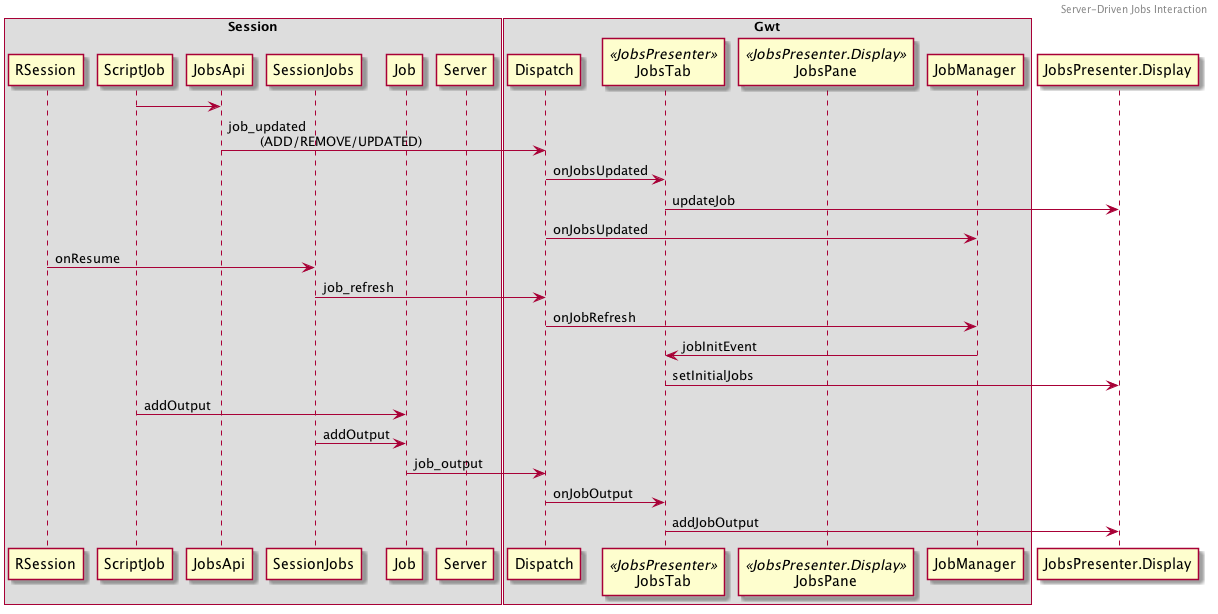 Server-Driven Jobs Interaction
Session
Gwt
RSession
ScriptJob
JobsApi
SessionJobs
Job
Server
Dispatch
«JobsPresenter»
JobsTab
«JobsPresenter.Display»
JobsPane
JobManager
JobsPresenter.Display
job_updated
(ADD/REMOVE/UPDATED)
onJobsUpdated
updateJob
onJobsUpdated
onResume
job_refresh
onJobRefresh
jobInitEvent
setInitialJobs
addOutput
addOutput
job_output
onJobOutput
addJobOutput
RSession
ScriptJob
JobsApi
SessionJobs
Job
Server
Dispatch
«JobsPresenter»
JobsTab
«JobsPresenter.Display»
JobsPane
JobManager
JobsPresenter.Display